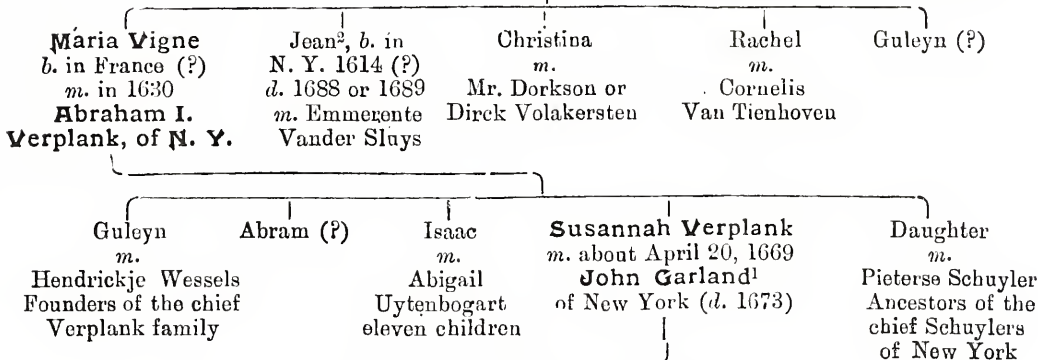 Maria Vigne
b. in France (?)
m. in 1630
Abraham I.
Verplank, of N. Y.
Jean², b. in
N. Y. 1614 (?)
d. 1688 or 1689
m. Emmerente
Vander Sluys
Christina
m.
Mr. Dorkson or
Dirck Volakersten
Rachel
m.
Cornelis
Van Tienhoven
Guleyn (?)
Guleyn
m.
Hendrickje Wessels
Founders of the chief
Verplank family
Abram (?)
Isaac
m.
Abigail
Uytenbogart
eleven children
Susannah Verplank
m. about April 20, 1669
John Garland¹
of New York (d. 1673)
Daughter
m.
Pieterse Schuyler
Ancestors of the
chief Schuylers
of New York